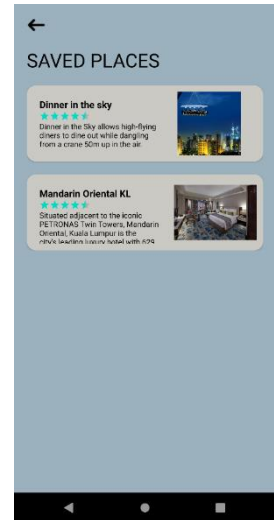 SAVED PLACES
Dinner in the sky
Dinner in the Sky allows high-flying
diners to dine out while dangling
from a crane 50m up in the air.
Mandarin Oriental KL
Situated adjacent to the iconic
PETRONAS Twin Towers, Mandarin
Oriental, Kuala Lumpur is the
city's leading luxury hotel with 629